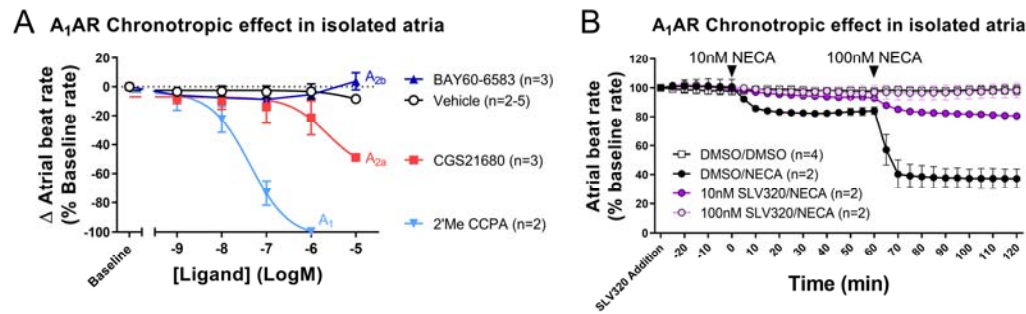 A
A₁AR Chronotropic effect in isolated atria
Δ Atrial beat rate
(% Baseline rate)
20
0
-20
-40
-60
-80
-100
Baseline
-9
-8
-7
-6
-5
[Ligand] (LogM)
A₂b
A₂a
A₁
BAY60-6583 (n=3)
Vehicle (n=2-5)
CGS21680 (n=3)
2'Me CCPA (n=2)
B
A₁AR Chronotropic effect in isolated atria
10nM NECA
100nM NECA
Atrial beat rate
(% baseline rate)
120
100
80
60
40
20
0
DMSO/DMSO (n=4)
DMSO/NECA (n=2)
10nM SLV320/NECA (n=2)
100nM SLV320/NECA (n=2)
SLV320 Addition
-20
-10
0
10
20
30
40
50
60
70
80
90
100
110
120
Time (min)